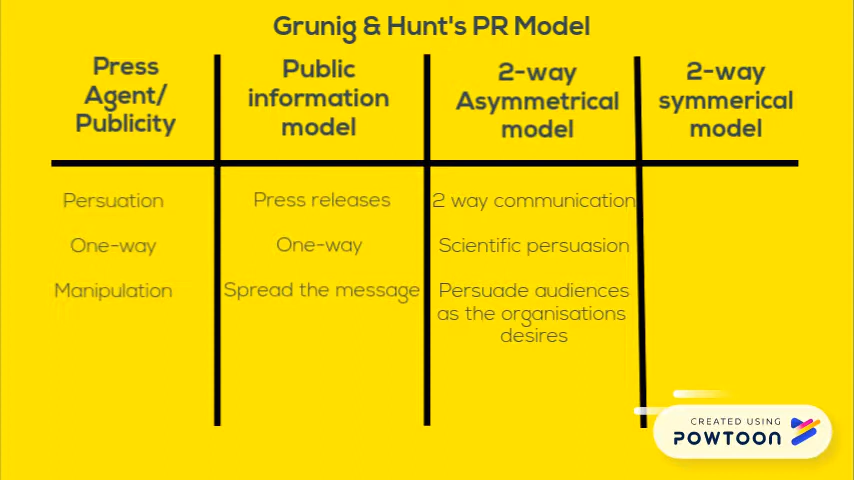 Grunig & Hunt's PR Model
Press
Agent/
Publicity
Public
information
model
2-way
Asymmetrical
model
2-way
symmerical
model
Persuation
One-way
Manipulation
Press releases
One-way
Spread the message
2 way communication
Scientific persuasion
Persuade audiences
as the organisations
desires
CREATED USING
POWTOON